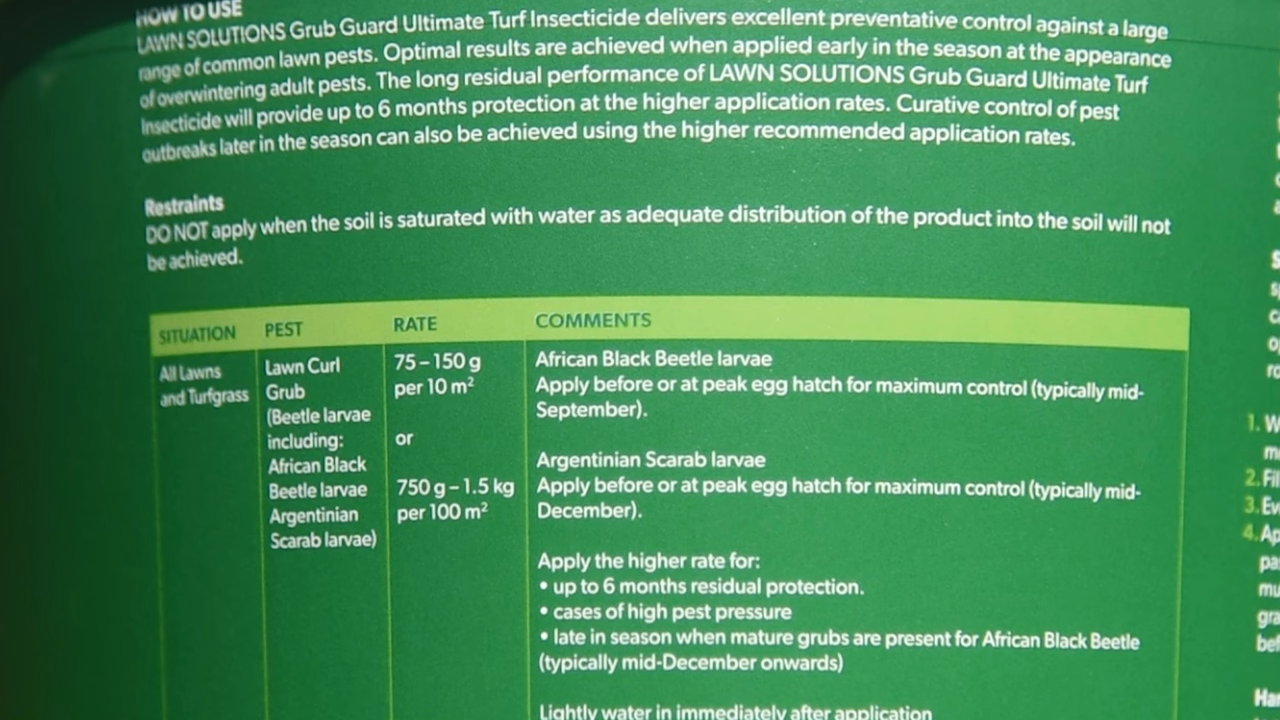 HOW TO USE
LAWN SOLUTIONS Grub Guard Ultimate Turf Insecticide delivers excellent preventative control against a large
range of common lawn pests. Optimal results are achieved when applied early in the season at the appearance
of overwintering adult pests. The long residual performance of LAWN SOLUTIONS Grub Guard Ultimate Turf
Insecticide will provide up to 6 months protection at the higher application rates. Curative control of pest
outbreaks later in the season can also be achieved using the higher recommended application rates.
Restraints
DO NOT apply when the soil is saturated with water as adequate distribution of the product into the soil will not
be achieved.
SITUATION
All Lawns
and Turfgrass
PEST
Lawn Curl
Grub
(Beetle larvae
including:
African Black
Beetle larvae
Argentinian
Scarab larvae)
RATE
75–150 g
per 10 m²
or
750 g–1.5 kg
per 100 m²
COMMENTS
African Black Beetle larvae
Apply before or at peak egg hatch for maximum control (typically mid-
September).
Argentinian Scarab larvae
Apply before or at peak egg hatch for maximum control (typically mid-
December).
Apply the higher rate for:
• up to 6 months residual protection.
• cases of high pest pressure
• late in season when mature grubs are present for African Black Beetle
(typically mid-December onwards)
Lightly water in immediately after application
1.
2.
3.
4.